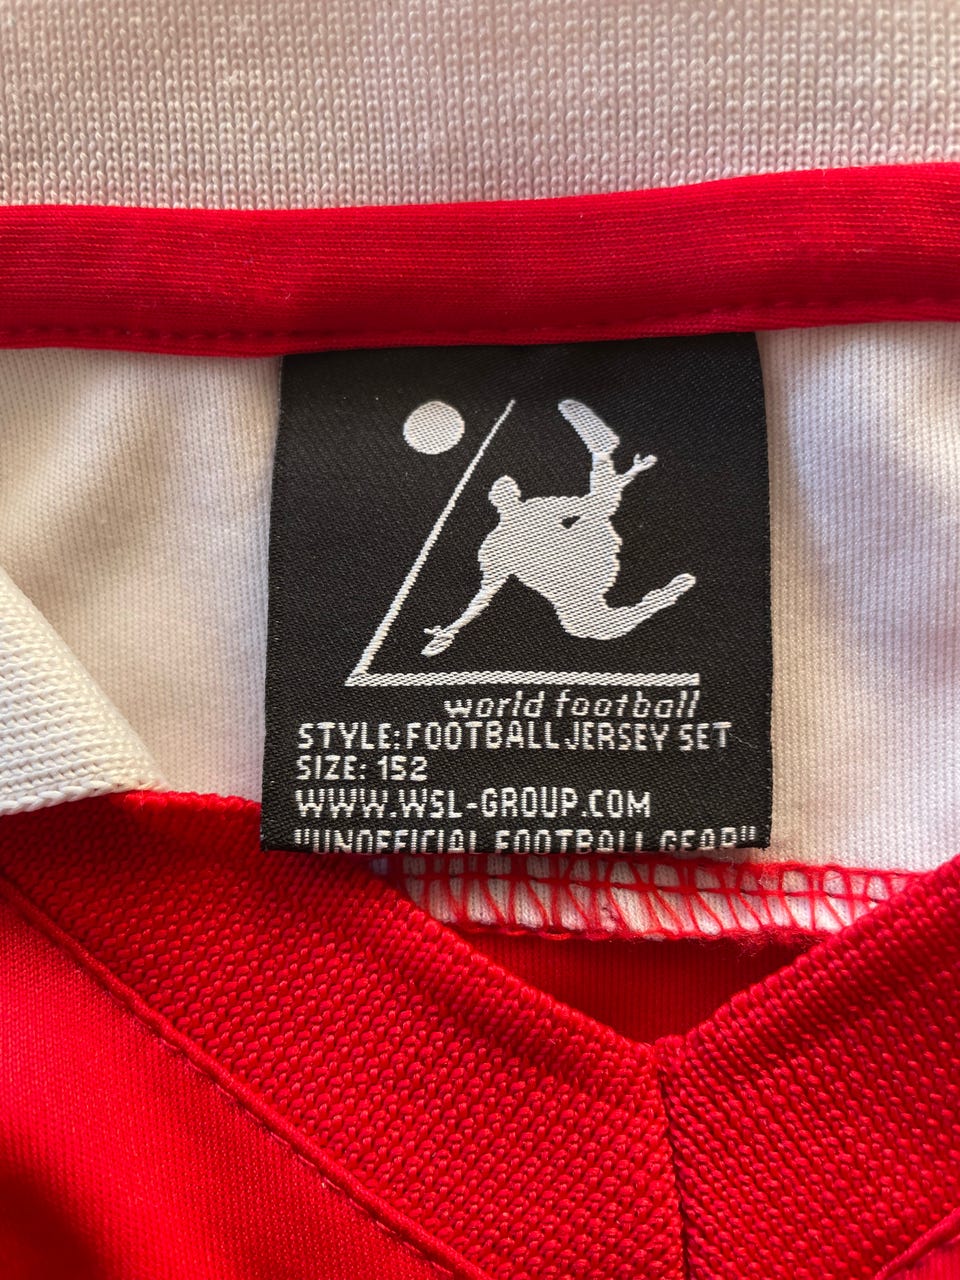 world football
STYLE: FOOTBALL JERSEY SET
SIZE: 152
WWW.WSL-GROUP.COM
"UNOFFICIAL FOOTBALL GEAR"